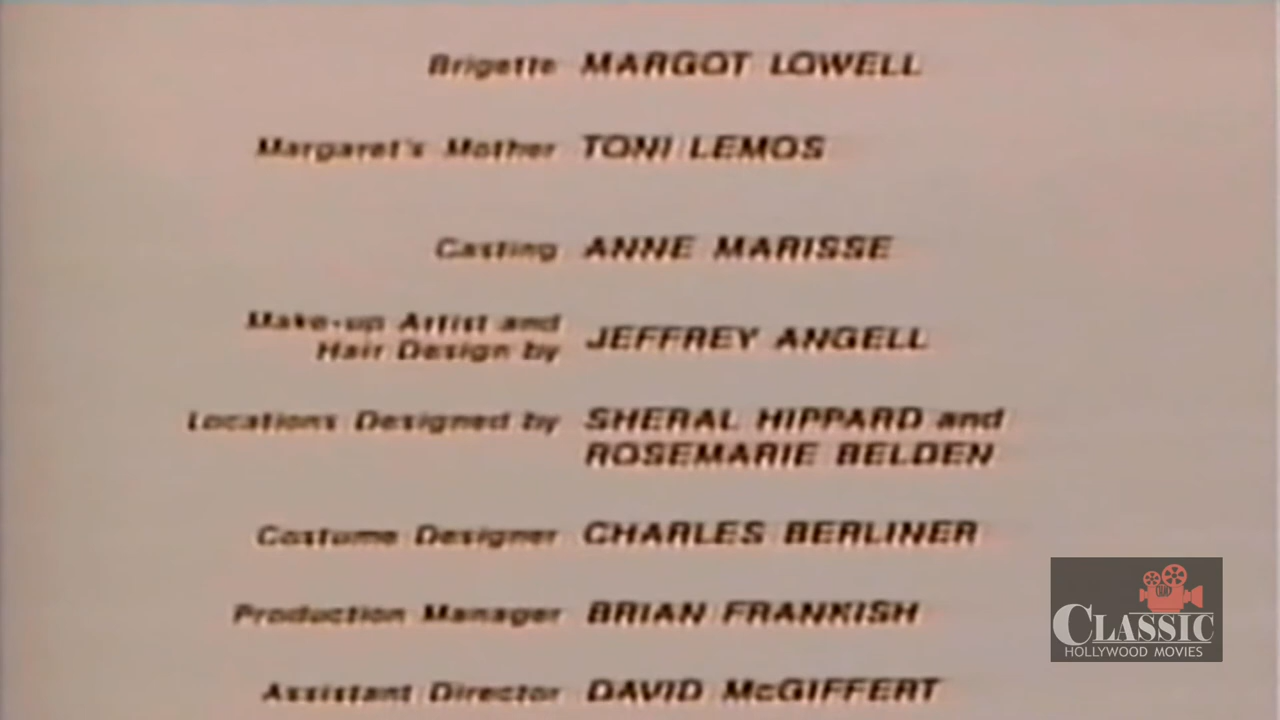 Brigette MARGOT LOWELL
Margaret's Mother TONI LEMOS
Casting ANNE MARISSE
Make-up Artist and
Hair Design by JEFFREY ANGELL
Locations Designed by SHERAL HIPPARD and
ROSEMARIE BELDEN
Costume Designer CHARLES BERLINER
Production Manager BRIAN FRANKISH
Assistant Director DAVID McGIFFERT
CLASSIC
HOLLYWOOD MOVIES